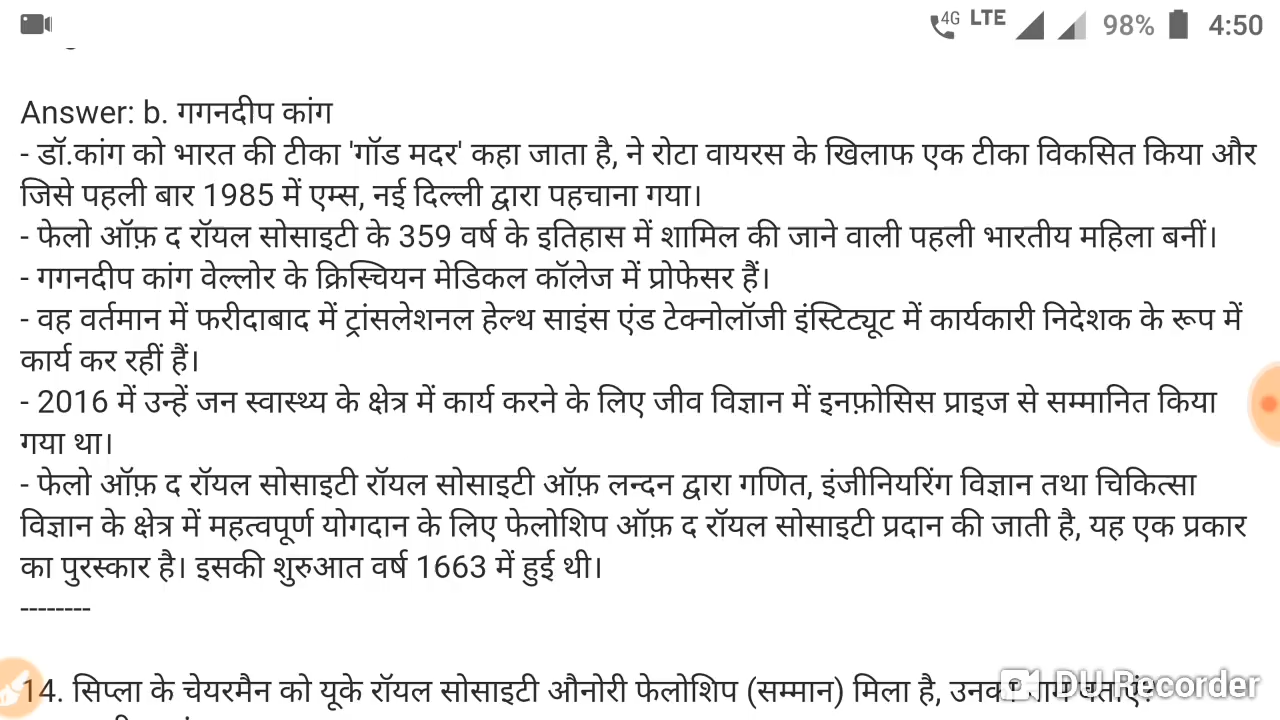 4G LTE 98% 4:50
Answer: b. गगनदीप कांग
- डॉ.कांग को भारत की टीका 'गॉड मदर' कहा जाता है, ने रोटा वायरस के खिलाफ एक टीका विकसित किया और
जिसे पहली बार 1985 में एम्स, नई दिल्ली द्वारा पहचाना गया।
- फेलो ऑफ़ द रॉयल सोसाइटी के 359 वर्ष के इतिहास में शामिल की जाने वाली पहली भारतीय महिला बनीं।
- गगनदीप कांग वेल्लोर के क्रिस्चियन मेडिकल कॉलेज में प्रोफेसर हैं।
- वह वर्तमान में फरीदाबाद में ट्रांसलेशनल हेल्थ साइंस एंड टेक्नोलॉजी इंस्टिट्यूट में कार्यकारी निदेशक के रूप में
कार्य कर रहीं हैं।
- 2016 में उन्हें जन स्वास्थ्य के क्षेत्र में कार्य करने के लिए जीव विज्ञान में इनफ़ोसिस प्राइज से सम्मानित किया
गया था।
- फेलो ऑफ़ द रॉयल सोसाइटी रॉयल सोसाइटी ऑफ़ लन्दन द्वारा गणित, इंजीनियरिंग विज्ञान तथा चिकित्सा
विज्ञान के क्षेत्र में महत्वपूर्ण योगदान के लिए फेलोशिप ऑफ़ द रॉयल सोसाइटी प्रदान की जाती है, यह एक प्रकार
का पुरस्कार है। इसकी शुरुआत वर्ष 1663 में हुई थी।
--------
14. सिप्ला के चेयरमैन को यूके रॉयल सोसाइटी औनोरी फेलोशिप (सम्मान) मिला है, उनका नाम बताएं?
DU Recorder